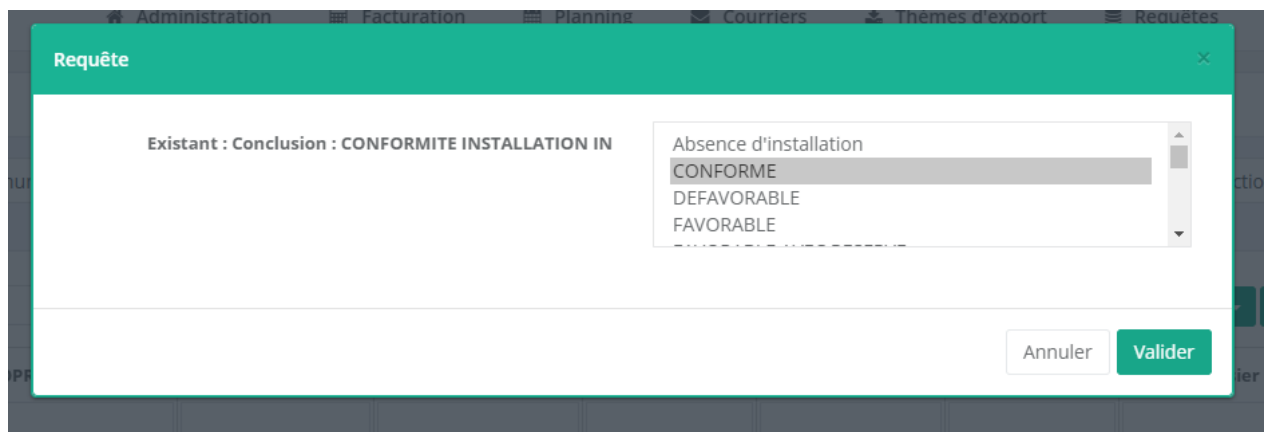 Administration Facturation Planning Courriers Thèmes d'export Requêtes
Requête ×
Existant : Conclusion : CONFORMITE INSTALLATION IN
Absence d'installation
CONFORME
DEFAVORABLE
FAVORABLE
Annuler Valider